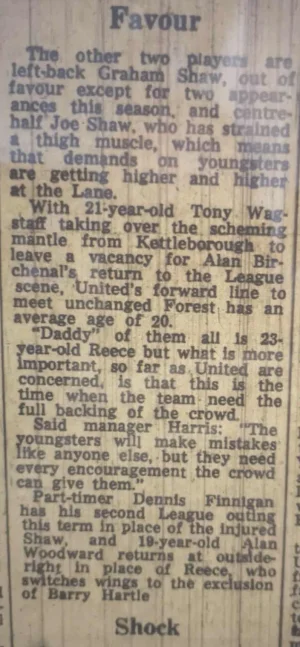 Favour
The other two players are
left-back Graham Shaw, out of
favour except for two appear-
ances this season, and centre-
half Joe Shaw, who has strained
a thigh muscle, which means
that demands on youngsters
are getting higher and higher
at the Lane.
With 21-year-old Tony Wag-
staff taking over the scheming
mantle from Kettleborough to
leave a vacancy for Alan Bir-
chenal's return to the League
scene, United's forward line to
meet unchanged Forest has an
average age of 20.
"Daddy" of them all is 23-
year-old Reece but what is more
important, so far as United are
concerned, is that this is the
time when the team need the
full backing of the crowd.
Said manager Harris: "The
youngsters will make mistakes
like anyone else, but they need
every encouragement the crowd
can give them."
Part-timer Dennis Finnigan
has his second League outing
this term in place of the injured
Shaw, and 19-year-old Alan
Woodward returns at outside-
right in place of Reece, who
switches wings to the exclusion
of Barry Hartle
Shock